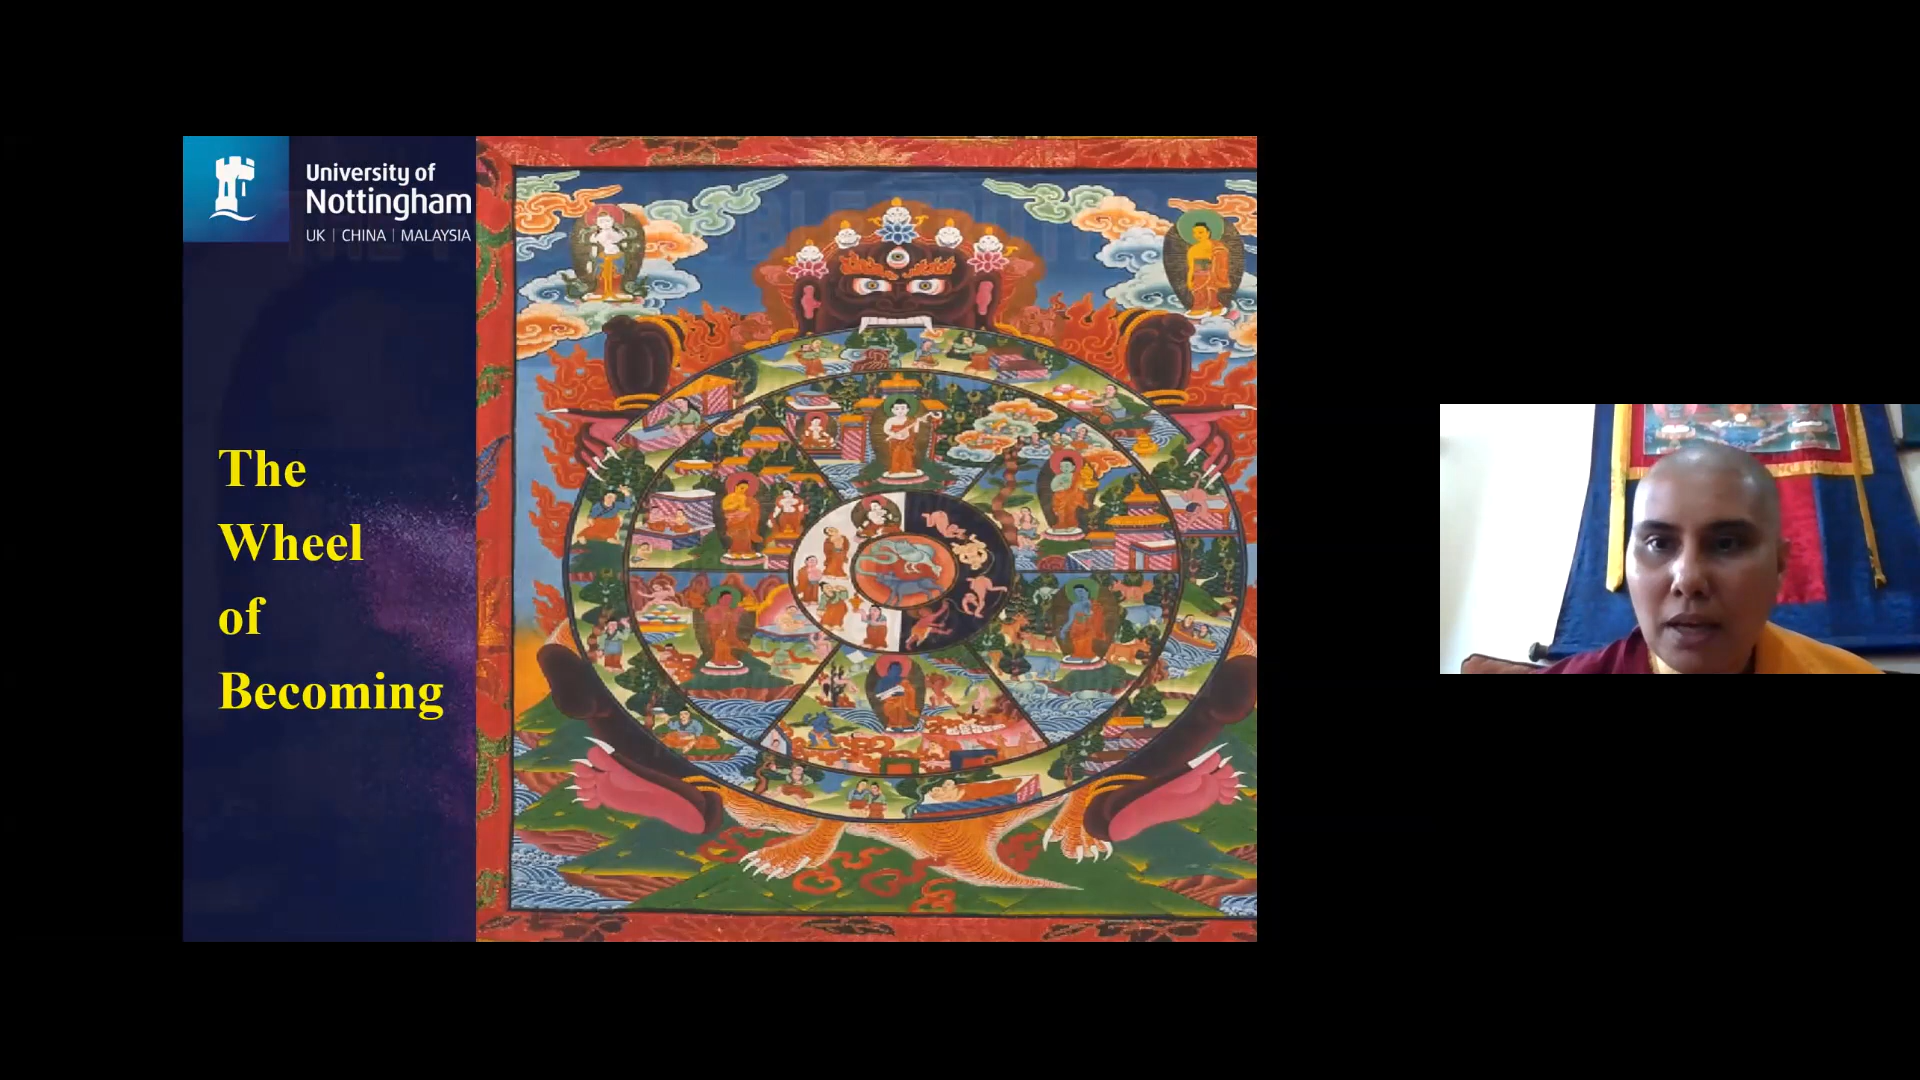 University of
Nottingham
UK | CHINA | MALAYSIA
The
Wheel
of
Becoming